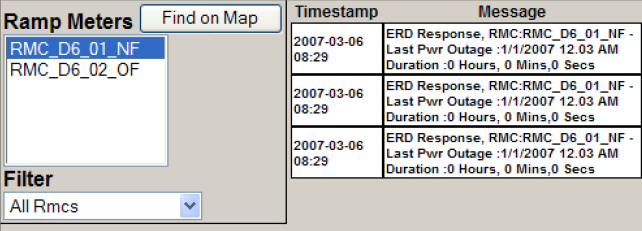 Ramp Meters Find on Map
RMC_D6_01_NF
RMC_D6_02_OF
Filter
All Rmcs
Timestamp Message
2007-03-06
08:29
ERD Response, RMC:RMC_D6_01_NF -
Last Pwr Outage :1/1/2007 12.03 AM
Duration :0 Hours, 0 Mins,0 Secs
2007-03-06
08:29
ERD Response, RMC:RMC_D6_01_NF -
Last Pwr Outage :1/1/2007 12.03 AM
Duration :0 Hours, 0 Mins,0 Secs
2007-03-06
08:29
ERD Response, RMC:RMC_D6_01_NF -
Last Pwr Outage :1/1/2007 12.03 AM
Duration :0 Hours, 0 Mins,0 Secs